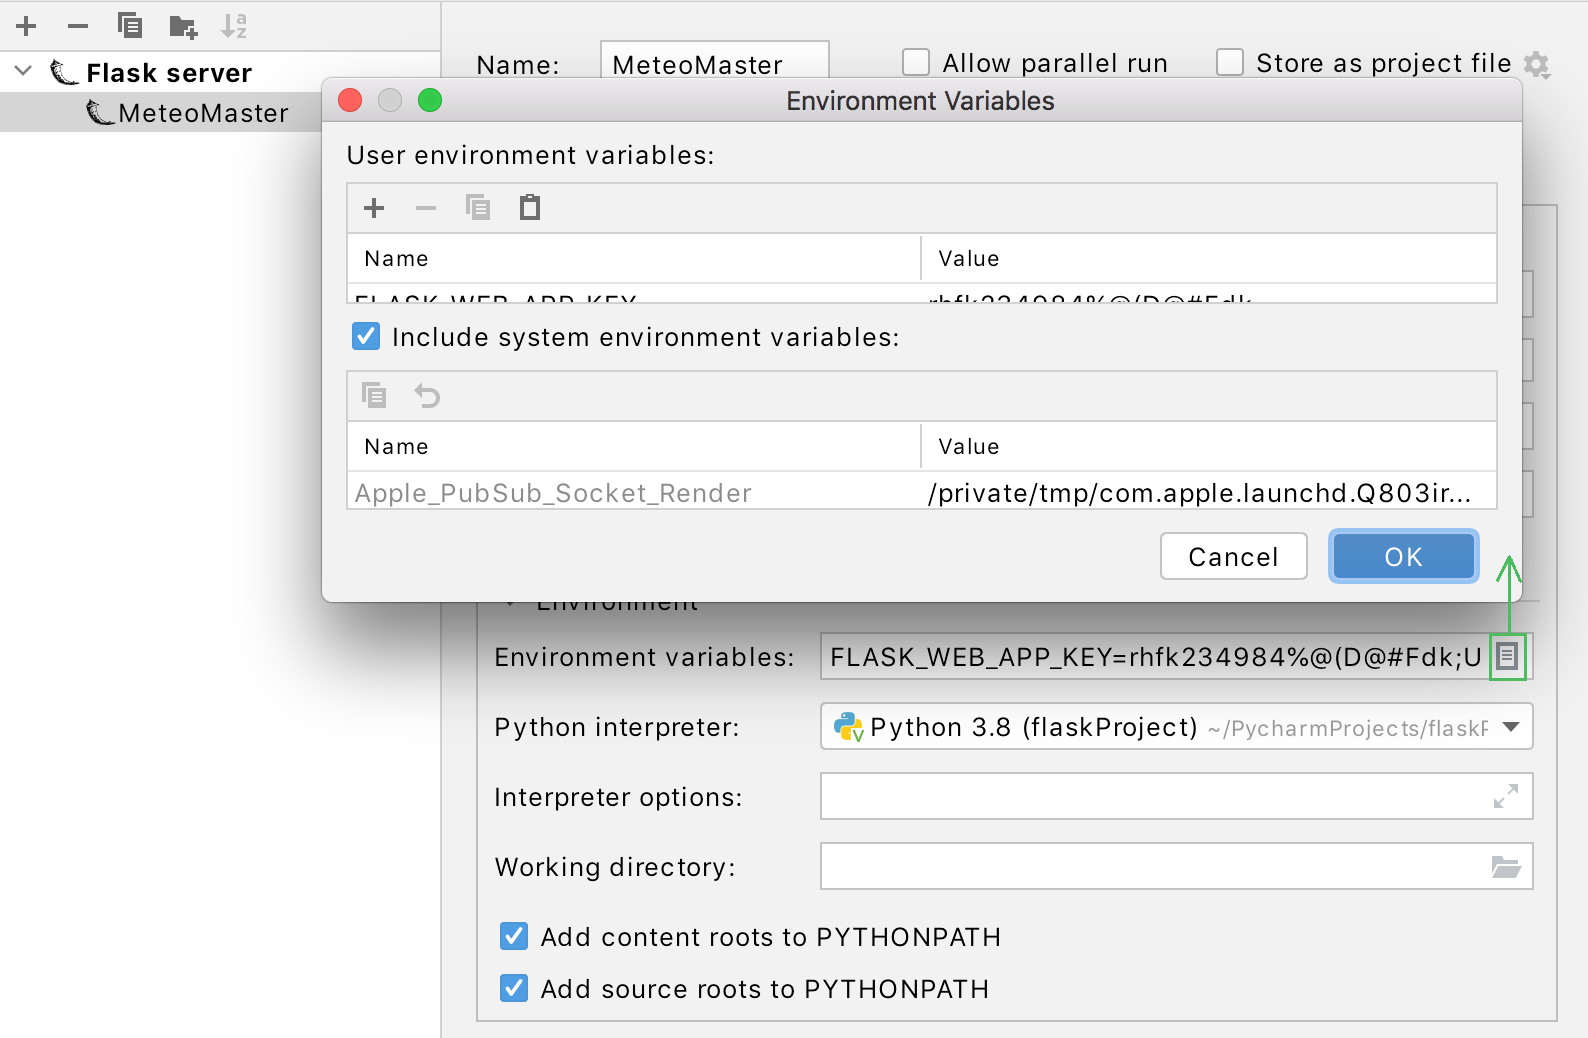 Flask server
MeteoMaster
Name: MeteoMaster Allow parallel run Store as project file
Environment Variables
User environment variables:
Name Value
FLASK_WEB_APP_KEY rhfk234984%@(D@#Fdk
Include system environment variables:
Name Value
Apple_PubSub_Socket_Render /private/tmp/com.apple.launchd.Q803ir...
Cancel OK
Environment
Environment variables: FLASK_WEB_APP_KEY=rhfk234984%@(D@#Fdk;U
Python interpreter: Python 3.8 (flaskProject) ~/PycharmProjects/flaskP
Interpreter options:
Working directory:
Add content roots to PYTHONPATH
Add source roots to PYTHONPATH